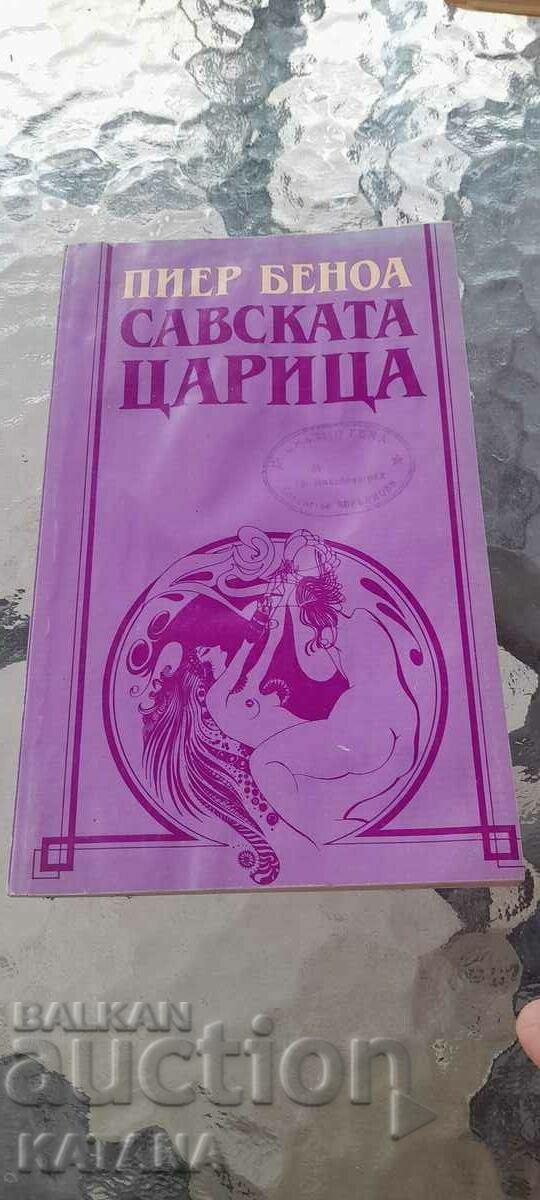 ПИЕР БЕНОА
САВСКАТА
ЦАРИЦА
BALKAN
auction
KATANA